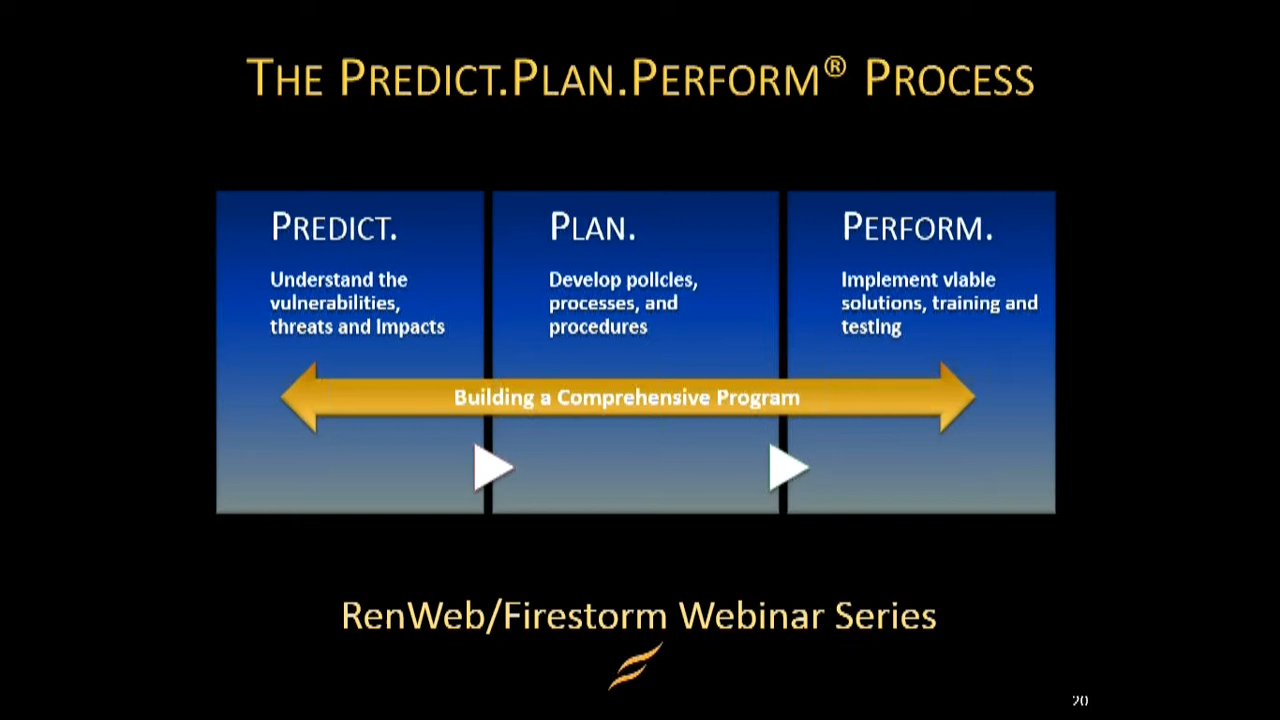 THE PREDICT.PLAN.PERFORM® PROCESS
PREDICT.
Understand the
vulnerabilities,
threats and impacts
PLAN.
Develop policies,
processes, and
procedures
PERFORM.
Implement viable
solutions, training and
testing
Building a Comprehensive Program
RenWeb/Firestorm Webinar Series
20